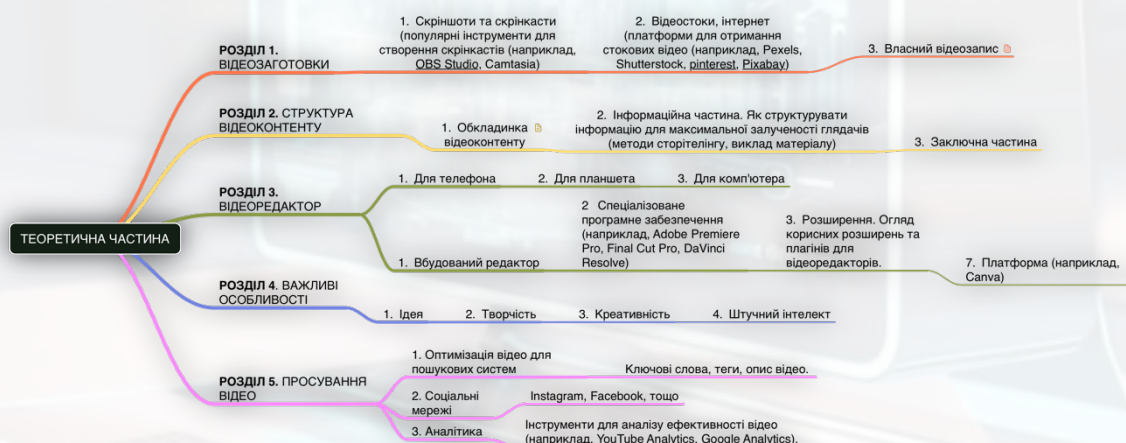 ТЕОРЕТИЧНА ЧАСТИНА
РОЗДІЛ 1.
ВІДЕОЗАГОТОВКИ
1. Скріншоти та скрінкасти
(популярні інструменти для
створення скрінкастів (наприклад,
OBS Studio, Camtasia)
2. Відеостоки, інтернет
(платформи для отримання
стокових відео (наприклад, Pexels,
Shutterstock, pinterest, Pixabay)
3. Власний відеозапис
РОЗДІЛ 2. СТРУКТУРА
ВІДЕОКОНТЕНТУ
1. Обкладинка
відеоконтенту
2. Інформаційна частина. Як структурувати
інформацію для максимальної залученості глядачів
(методи сторітелінгу, виклад матеріалу)
3. Заключна частина
РОЗДІЛ 3.
ВІДЕОРЕДАКТОР
1. Для телефона
2. Для планшета
3. Для комп'ютера
1. Вбудований редактор
2 Спеціалізоване
програмне забезпечення
(наприклад, Adobe Premiere
Pro, Final Cut Pro, DaVinci
Resolve)
3. Розширення. Огляд
корисних розширень та
плагінів для
відеоредакторів.
7. Платформа (наприклад,
Canva)
РОЗДІЛ 4. ВАЖЛИВІ
ОСОБЛИВОСТІ
1. Ідея
2. Творчість
3. Креативність
4. Штучний інтелект
РОЗДІЛ 5. ПРОСУВАННЯ
ВІДЕО
1. Оптимізація відео для
пошукових систем
Ключові слова, теги, опис відео.
2. Соціальні
мережі
Instagram, Facebook, тощо
3. Аналітика
Інструменти для аналізу ефективності відео
(наприклад, YouTube Analytics, Google Analytics).